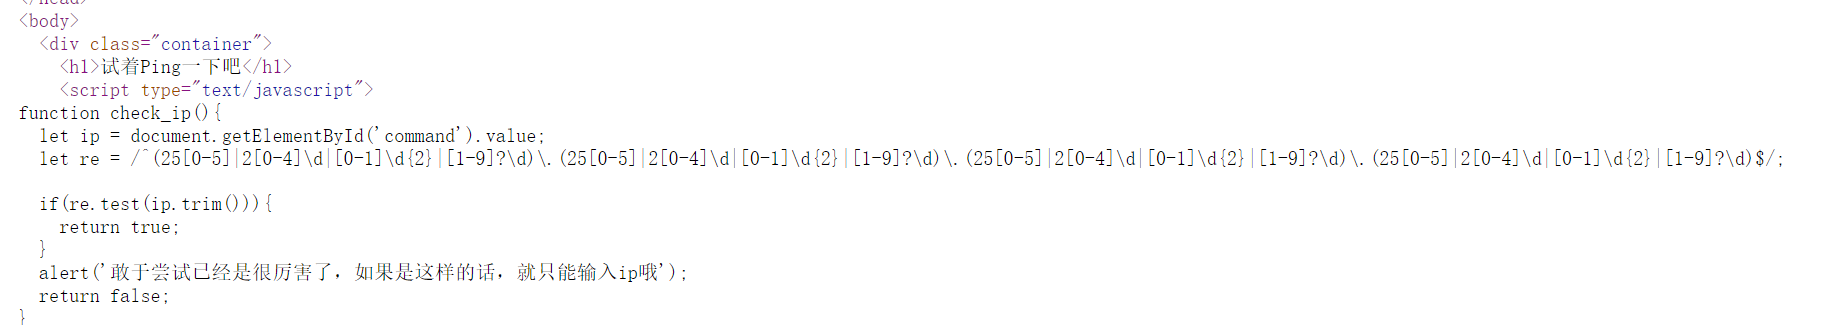 </head>
<body>
<div class="container">
<h1>试着Ping一下吧</h1>
<script type="text/javascript">
function check_ip(){
let ip = document.getElementById('command').value;
let re = /^(25[0-5]|2[0-4]\d|[0-1]\d{2}|[1-9]?\d)\.(25[0-5]|2[0-4]\d|[0-1]\d{2}|[1-9]?\d)\.(25[0-5]|2[0-4]\d|[0-1]\d{2}|[1-9]?\d)\.(25[0-5]|2[0-4]\d|[0-1]\d{2}|[1-9]?\d)$/;
if(re.test(ip.trim())){
return true;
}
alert('敢于尝试已经是很厉害了，如果是这样的话，就只能输入ip哦');
return false;
}